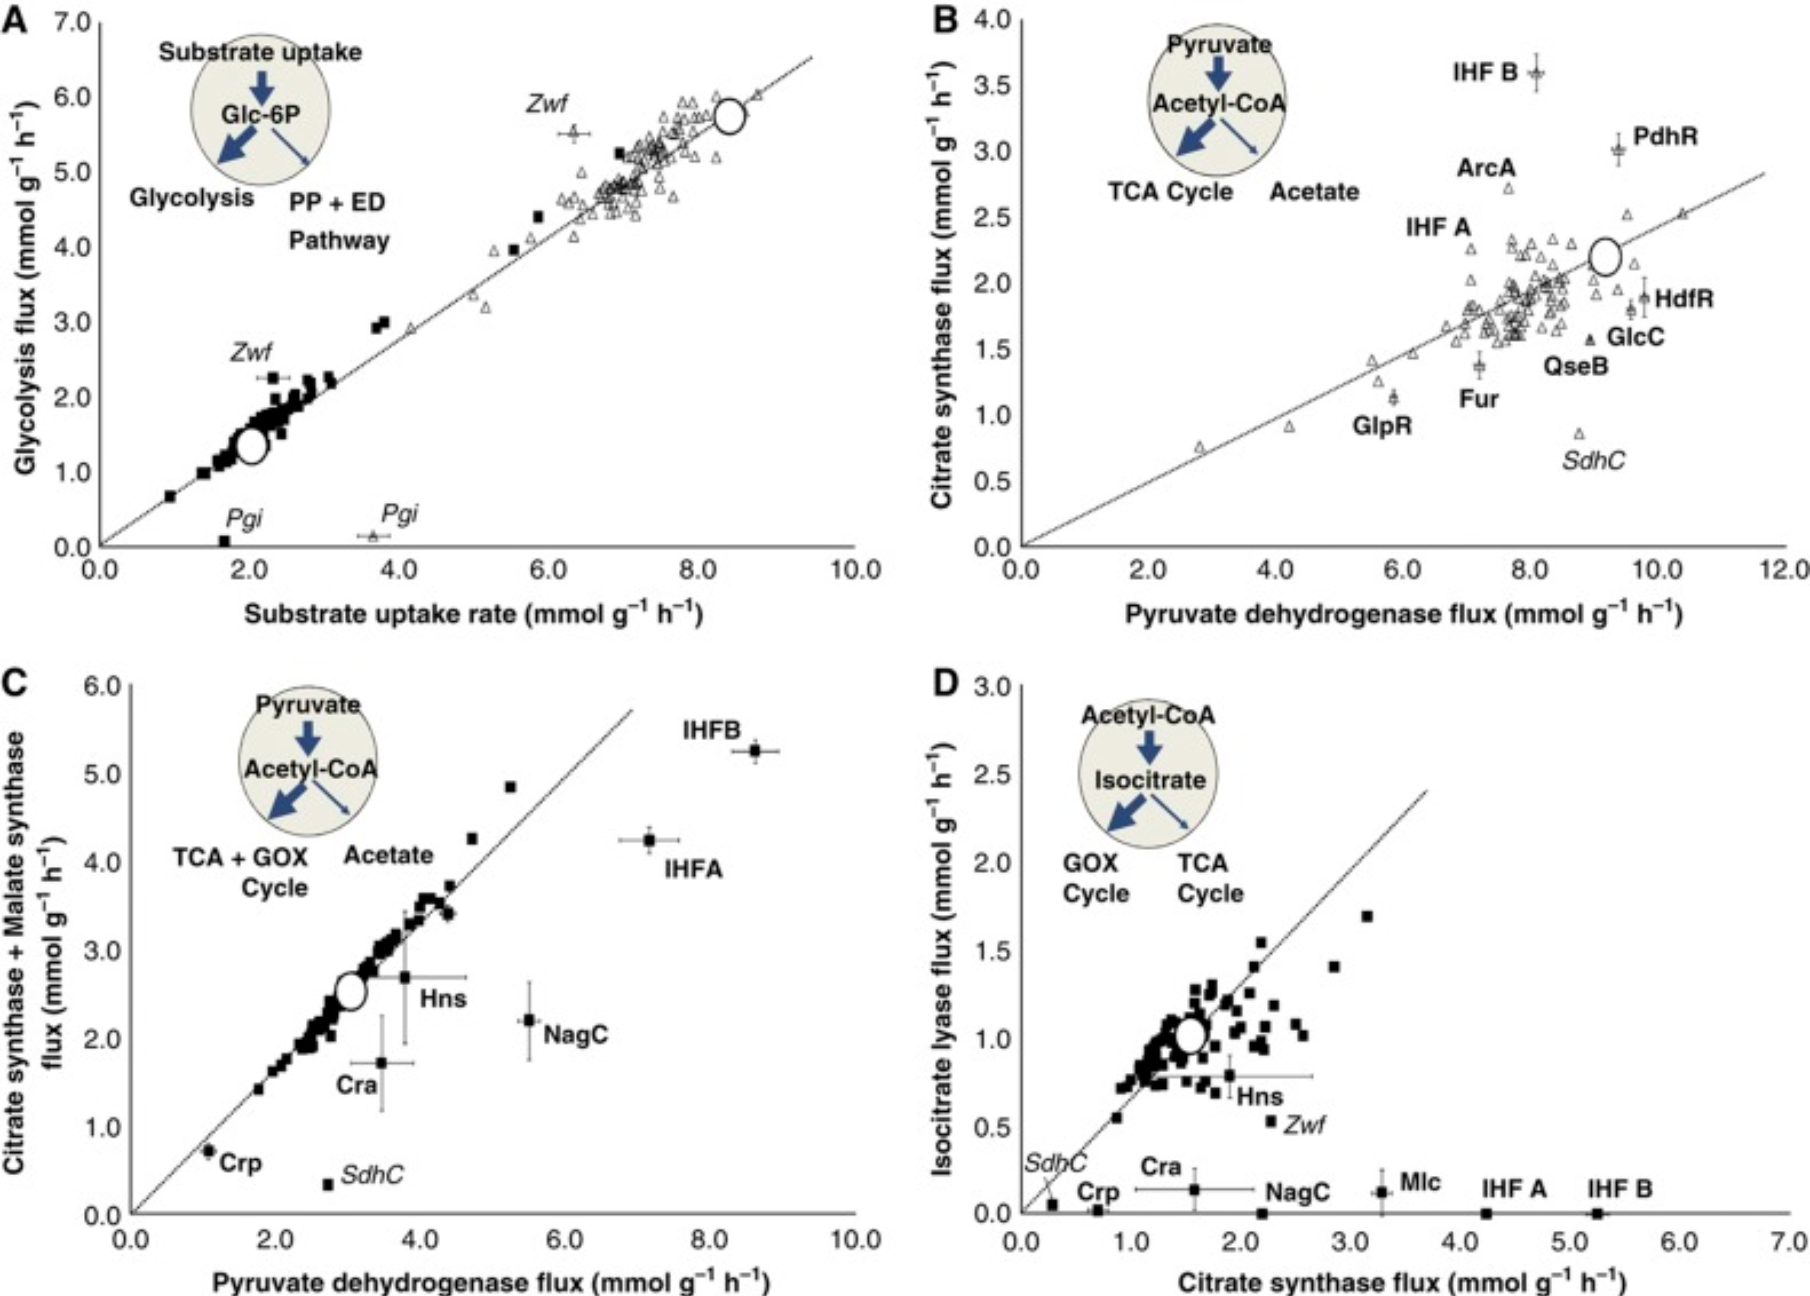 A
7.0
6.0
5.0
4.0
3.0
2.0
1.0
0.0
Glycolysis flux (mmol g⁻¹ h⁻¹)
Substrate uptake
Glc-6P
Glycolysis
PP + ED
Pathway
Zwf
Zwf
Pgi
Pgi
0.0 2.0 4.0 6.0 8.0 10.0
Substrate uptake rate (mmol g⁻¹ h⁻¹)
B
4.0
3.5
3.0
2.5
2.0
1.5
1.0
0.5
0.0
Citrate synthase flux (mmol g⁻¹ h⁻¹)
Pyruvate
Acetyl-CoA
TCA Cycle
Acetate
IHF B
PdhR
ArcA
IHF A
HdfR
GlcC
QseB
Fur
GlpR
SdhC
0.0 2.0 4.0 6.0 8.0 10.0 12.0
Pyruvate dehydrogenase flux (mmol g⁻¹ h⁻¹)
C
6.0
5.0
4.0
3.0
2.0
1.0
0.0
Citrate synthase + Malate synthase
flux (mmol g⁻¹ h⁻¹)
Pyruvate
Acetyl-CoA
TCA + GOX
Cycle
Acetate
IHFB
IHFA
Hns
NagC
Cra
Crp
SdhC
0.0 2.0 4.0 6.0 8.0 10.0
Pyruvate dehydrogenase flux (mmol g⁻¹ h⁻¹)
D
3.0
2.5
2.0
1.5
1.0
0.5
0.0
Isocitrate lyase flux (mmol g⁻¹ h⁻¹)
Acetyl-CoA
Isocitrate
GOX
Cycle
TCA
Cycle
Hns
Zwf
SdhC
Crp
Cra
NagC
Mlc
IHF A
IHF B
0.0 1.0 2.0 3.0 4.0 5.0 6.0 7.0
Citrate synthase flux (mmol g⁻¹ h⁻¹)